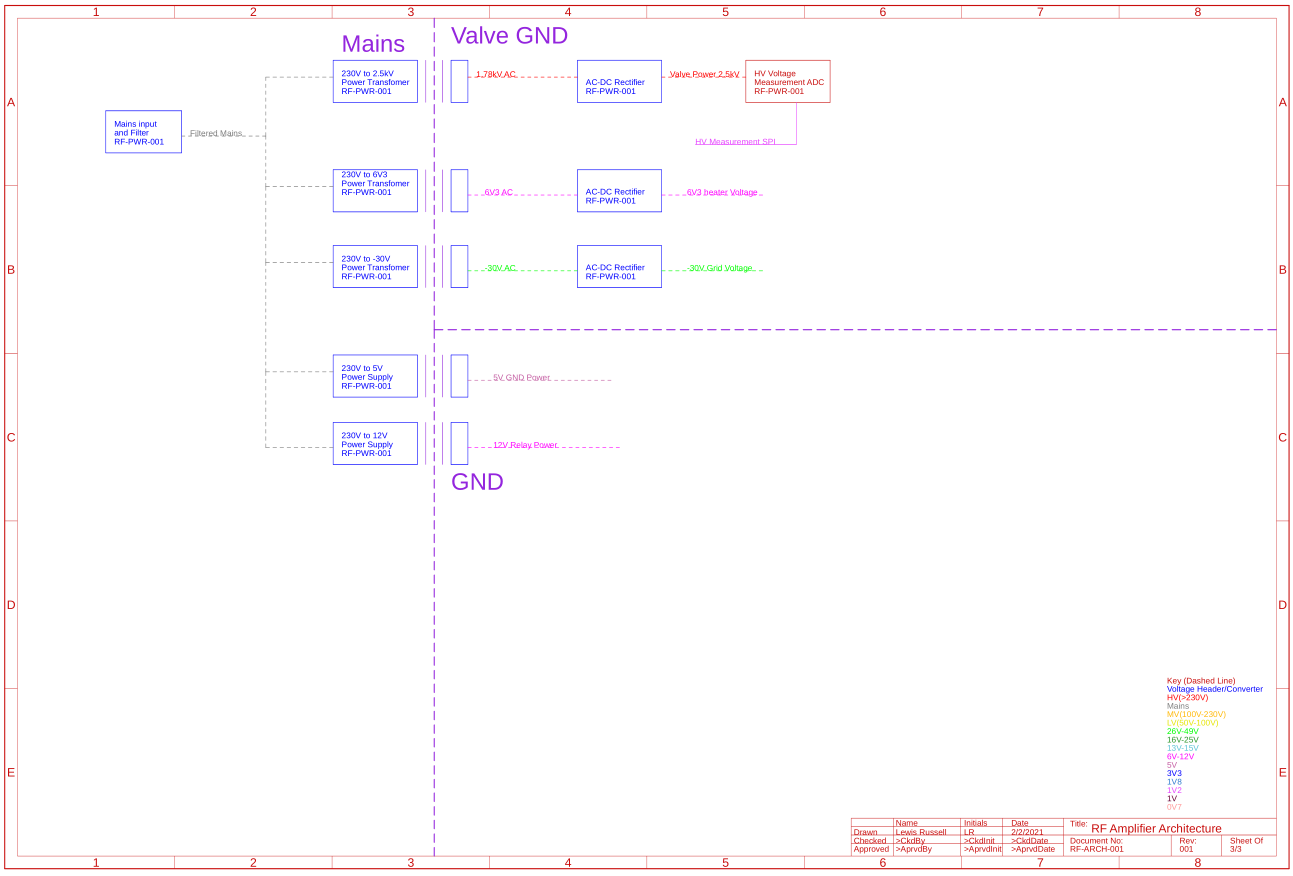 1 2 3 4 5 6 7 8
Mains
Valve GND
A
A
230V to 2.5kV
Power Transfomer
RF-PWR-001
1.78kV AC
AC-DC Rectifier
RF-PWR-001
Valve Power 2.5kV
HV Voltage
Measurement ADC
RF-PWR-001
HV Measurement SPI
Mains input
and Filter
RF-PWR-001
Filtered Mains
230V to 6V3
Power Transfomer
RF-PWR-001
6V3 AC
AC-DC Rectifier
RF-PWR-001
6V3 heater Voltage
B
B
230V to -30V
Power Transfomer
RF-PWR-001
-30V AC
AC-DC Rectifier
RF-PWR-001
-30V Grid Voltage
230V to 5V
Power Supply
RF-PWR-001
5V GND Power
C
C
230V to 12V
Power Supply
RF-PWR-001
12V Relay Power
GND
D
D
E
E
Key (Dashed Line)
Voltage Header/Converter
HV(>230V)
Mains
MV(100V-230V)
LV(50V-100V)
26V-49V
16V-25V
13V-15V
6V-12V
5V
3V3
1V8
1V2
1V
0V7
Name Initials Date
Drawn Lewis Russell LR 2/2/2021
Checked >CkdBy >CkdInit >CkdDate
Approved >AprvdBy >AprvdInit >AprvdDate
Title: RF Amplifier Architecture
Document No:
RF-ARCH-001
Rev:
001
Sheet Of
3/3
1 2 3 4 5 6 7 8